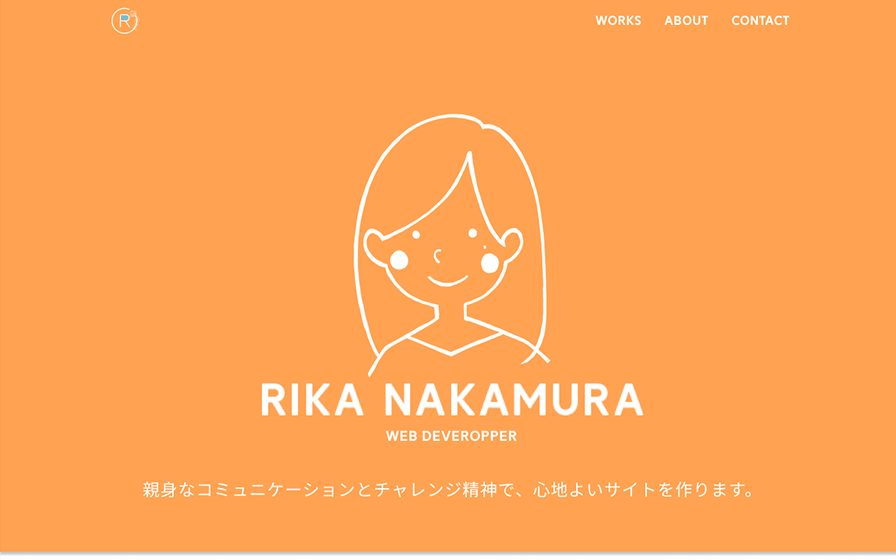 R
WORKS ABOUT CONTACT
RIKA NAKAMURA
WEB DEVEROPPER
親身なコミュニケーションとチャレンジ精神で、心地よいサイトを作ります。